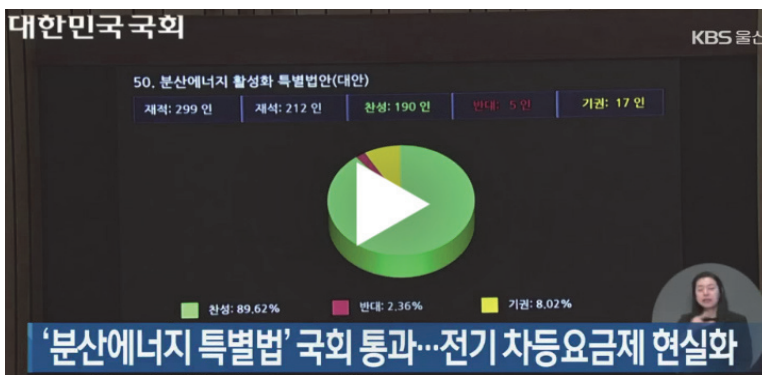 대한민국 국회
KBS 울산
50. 분산에너지 활성화 특별법안(대안)
재적: 299 인 재석: 212 인 찬성: 190 인 반대: 5 인 기권: 17 인
찬성: 89.62% 반대: 2.36% 기권: 8.02%
‘분산에너지 특별법’ 국회 통과…전기 차등요금제 현실화